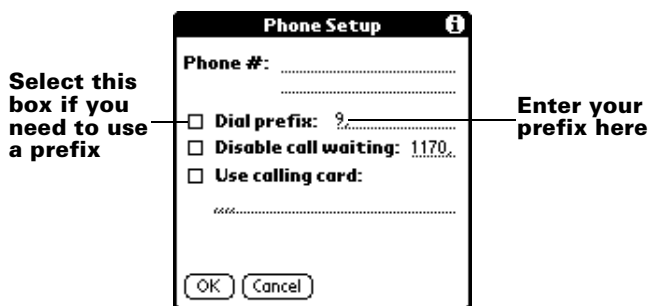 Phone Setup i
Phone #:
Select this
box if you
need to use
a prefix
Dial prefix: 9,
Enter your
prefix here
Disable call waiting: 1170,
Use calling card:
,,,,
OK Cancel